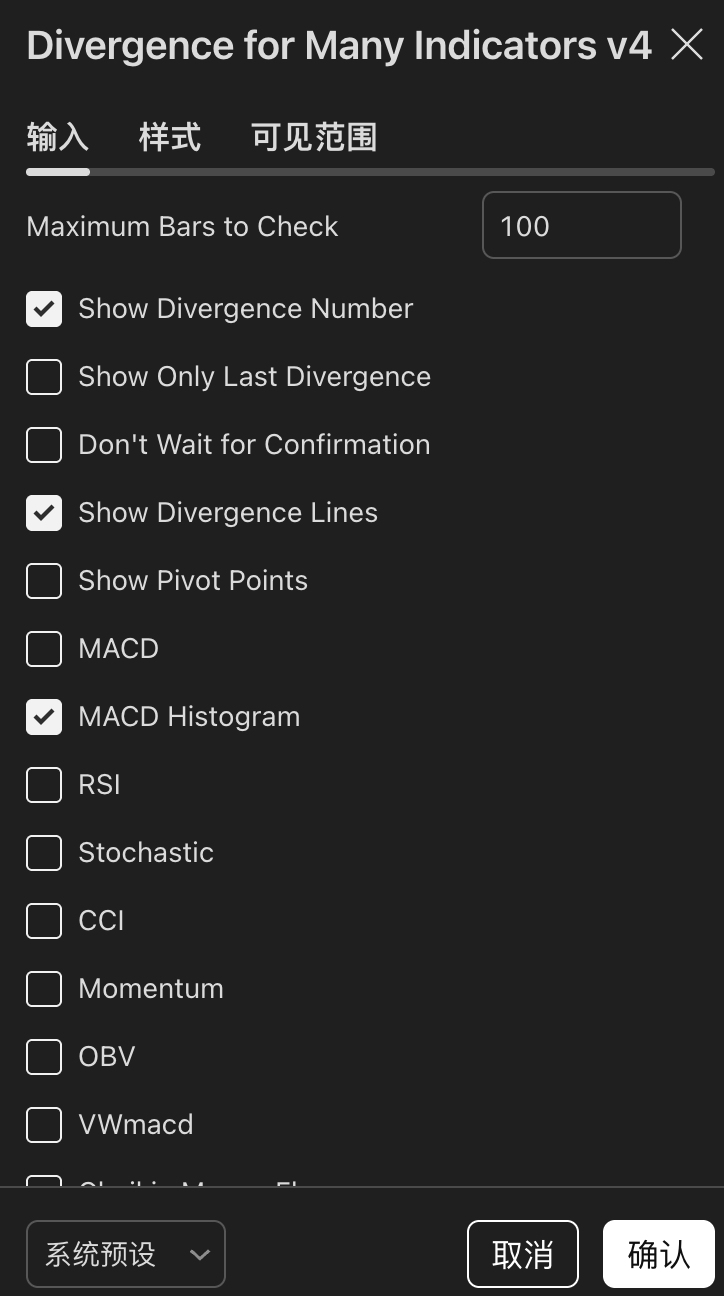 Divergence for Many Indicators v4
输入 样式 可见范围
Maximum Bars to Check 100
Show Divergence Number
Show Only Last Divergence
Don't Wait for Confirmation
Show Divergence Lines
Show Pivot Points
MACD
MACD Histogram
RSI
Stochastic
CCI
Momentum
OBV
VWmacd
系统预设 取消 确认